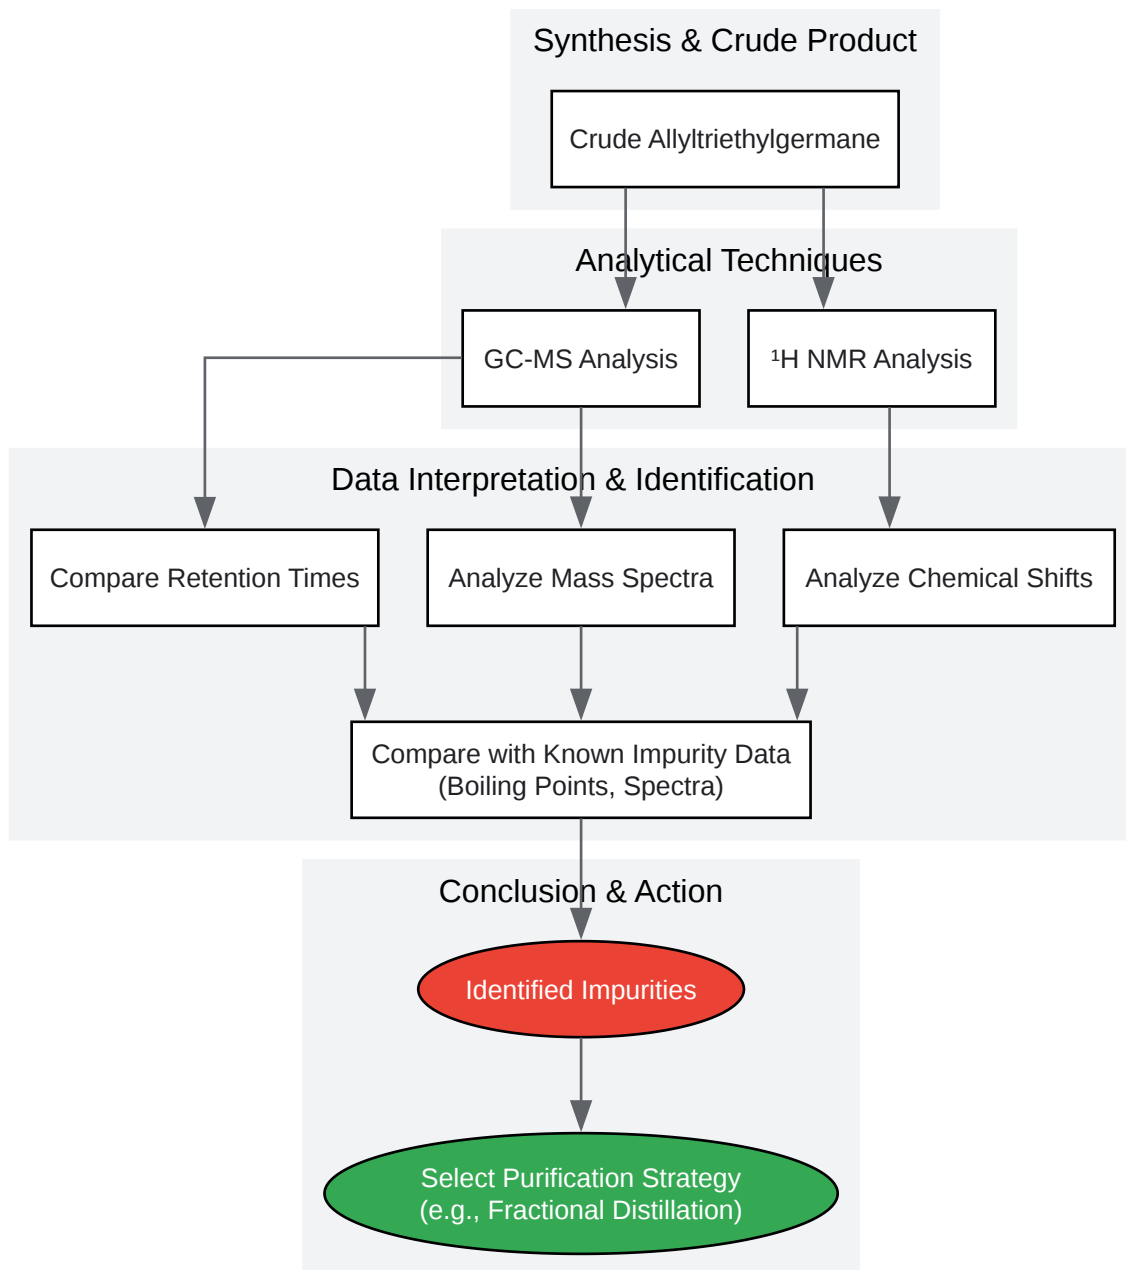 Synthesis & Crude Product
Crude Allyltriethylgermane
Analytical Techniques
GC-MS Analysis
¹H NMR Analysis
Data Interpretation & Identification
Compare Retention Times
Analyze Mass Spectra
Analyze Chemical Shifts
Compare with Known Impurity Data
(Boiling Points, Spectra)
Conclusion & Action
Identified Impurities
Select Purification Strategy
(e.g., Fractional Distillation)